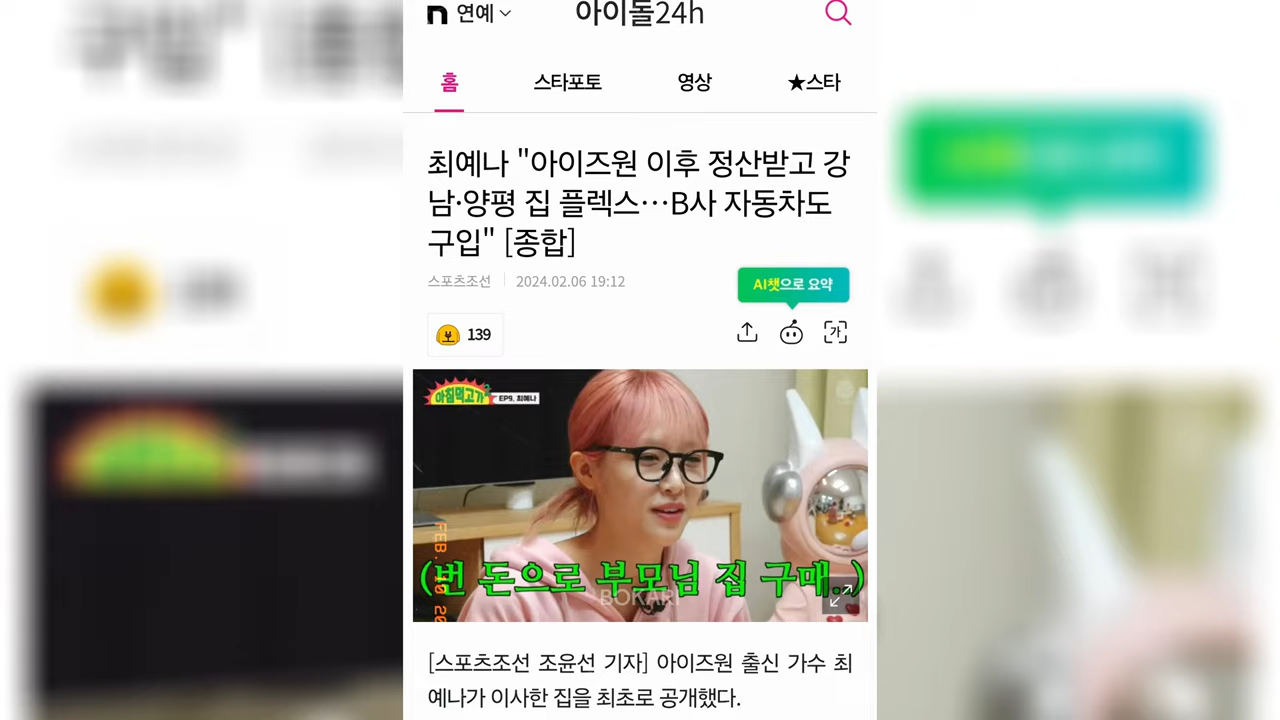 n 연예
아이돌24h
홈 스타포토 영상 ★스타
최예나 "아이즈원 이후 정산받고 강
남·양평 집 플렉스…B사 자동차도
구입" [종합]
스포츠조선 2024.02.06 19:12
AI챗으로 요약
139
가
아침먹고가 2
EP9. 최예나
(번 돈으로 부모님 집 구매..)
BOKARI
[스포츠조선 조윤선 기자] 아이즈원 출신 가수 최
예나가 이사한 집을 최초로 공개했다.